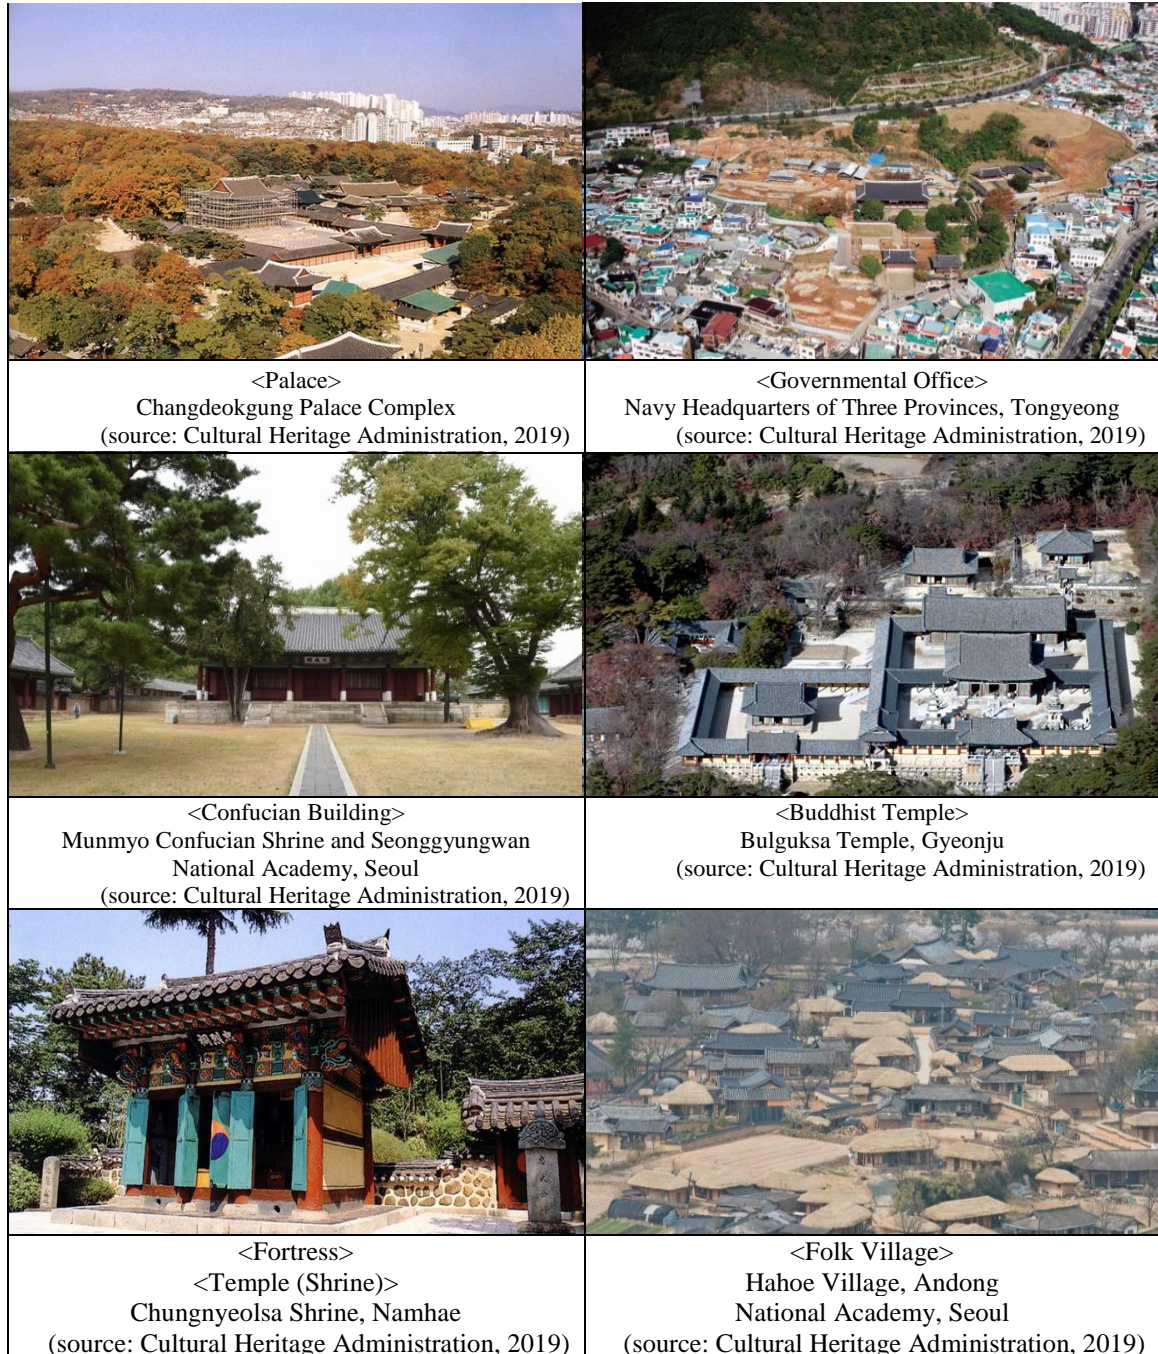 <Palace>
Changdeokgung Palace Complex
(source: Cultural Heritage Administration, 2019)
<Governmental Office>
Navy Headquarters of Three Provinces, Tongyeong
(source: Cultural Heritage Administration, 2019)
<Confucian Building>
Munmyo Confucian Shrine and Seonggyungwan
National Academy, Seoul
(source: Cultural Heritage Administration, 2019)
<Buddhist Temple>
Bulguksa Temple, Gyeonju
(source: Cultural Heritage Administration, 2019)
<Fortress>
<Temple (Shrine)>
Chungnyeolsa Shrine, Namhae
(source: Cultural Heritage Administration, 2019)
<Folk Village>
Hahoe Village, Andong
National Academy, Seoul
(source: Cultural Heritage Administration, 2019)